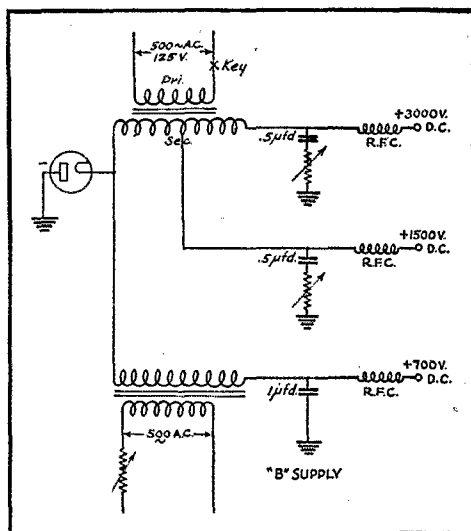 500~A.C.
125 V.
×Key
Pri.
Sec.
.5µfd.
+3000V.
D.C.
R.F.C.
-
.5µfd.
+1500V.
D.C.
R.F.C.
+700V.
D.C.
1µfd.
R.F.C.
500 A.C.
~
"B" SUPPLY